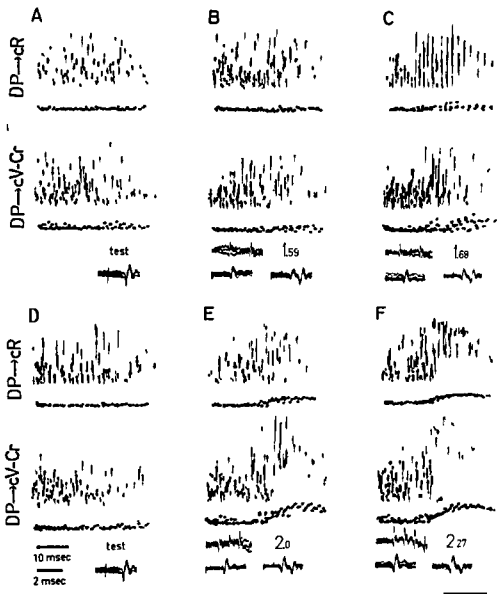 A
B
C
DP→cR
DP→cV-Cr
test
1.59
1.68
D
E
F
DP→cR
DP→cV-Cr
10 msec
test
2.0
2.27
2 msec